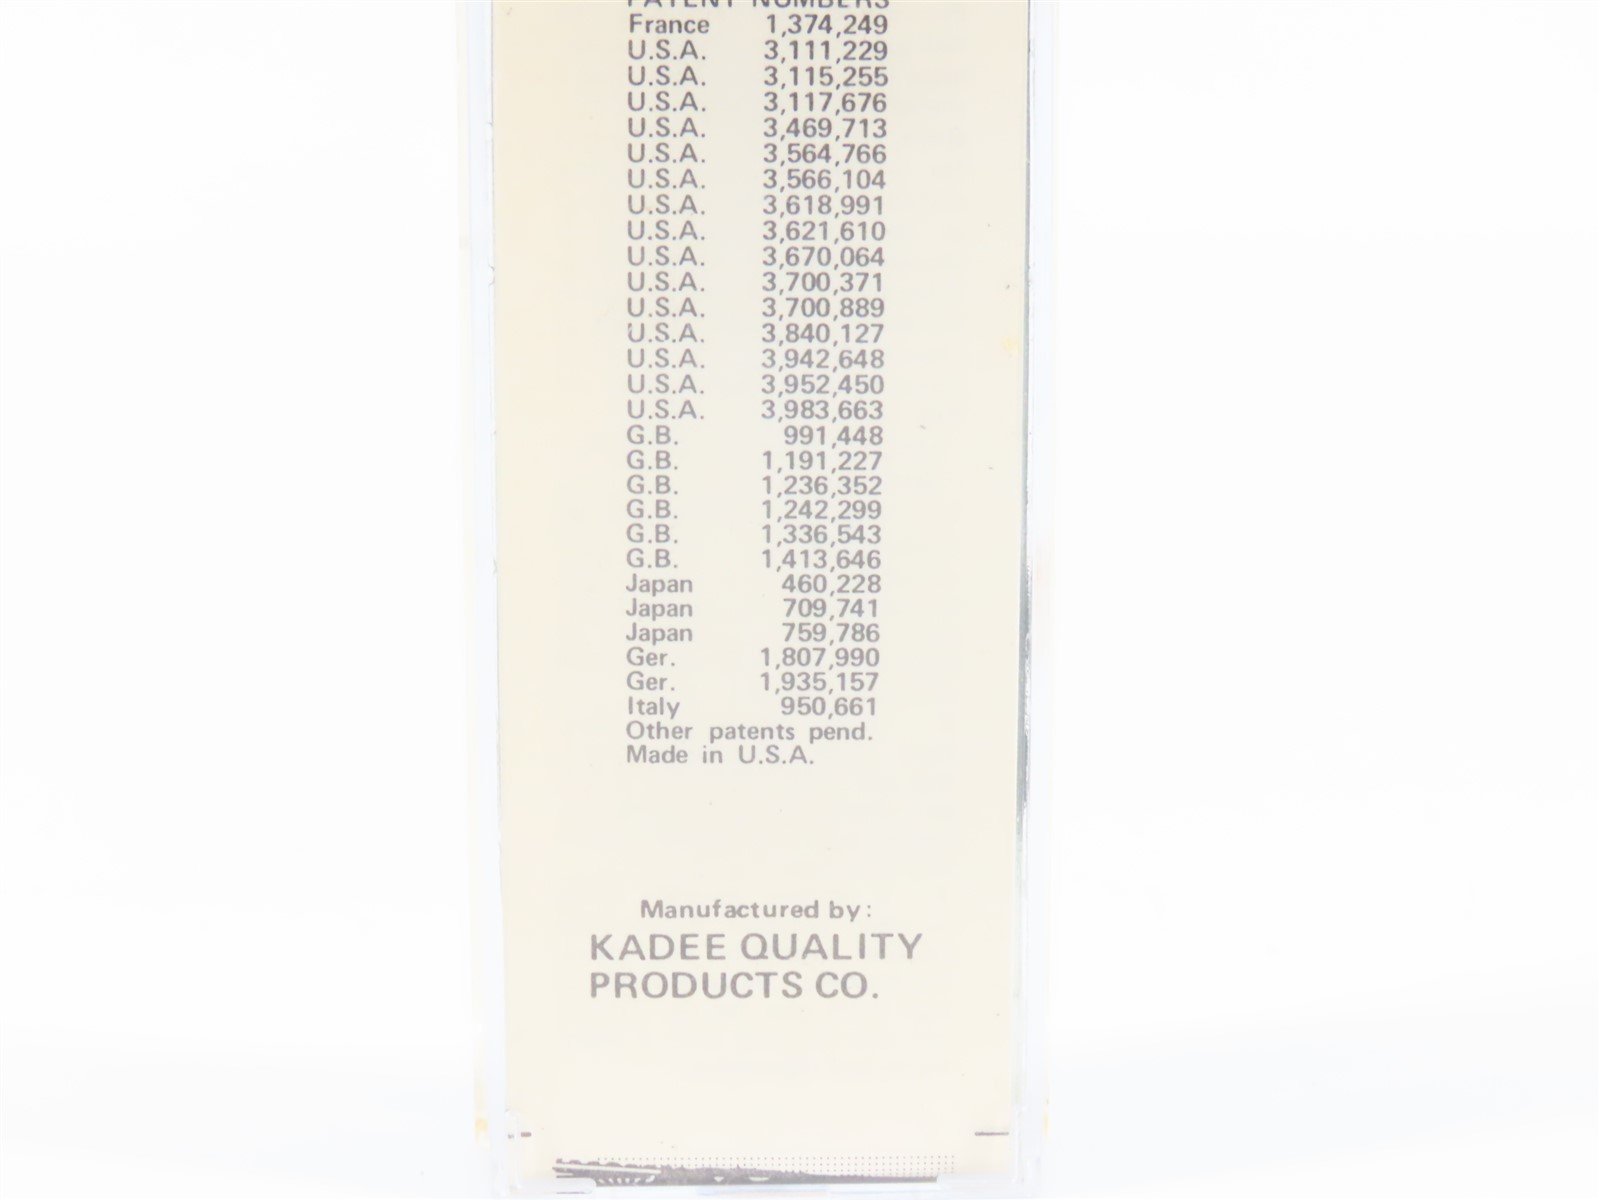 PATENT NUMBERS
France 1,374,249
U.S.A. 3,111,229
U.S.A. 3,115,255
U.S.A. 3,117,676
U.S.A. 3,469,713
U.S.A. 3,564,766
U.S.A. 3,566,104
U.S.A. 3,618,991
U.S.A. 3,621,610
U.S.A. 3,670,064
U.S.A. 3,700,371
U.S.A. 3,700,889
U.S.A. 3,840,127
U.S.A. 3,942,648
U.S.A. 3,952,450
U.S.A. 3,983,663
G.B. 991,448
G.B. 1,191,227
G.B. 1,236,352
G.B. 1,242,299
G.B. 1,336,543
G.B. 1,413,646
Japan 460,228
Japan 709,741
Japan 759,786
Ger. 1,807,990
Ger. 1,935,157
Italy 950,661
Other patents pend.
Made in U.S.A.
Manufactured by:
KADEE QUALITY
PRODUCTS CO.